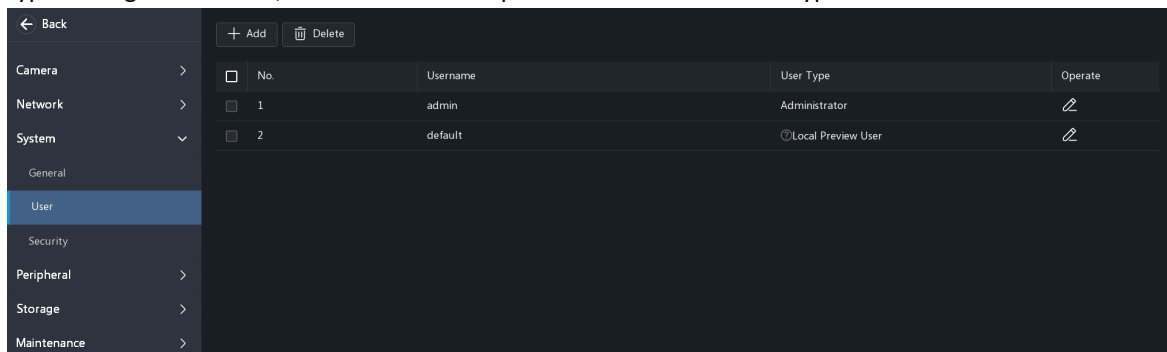 Back
+ Add Delete
Camera
No. Username User Type Operate
Network
1 admin Administrator
System
2 default ?Local Preview User
General
User
Security
Peripheral
Storage
Maintenance